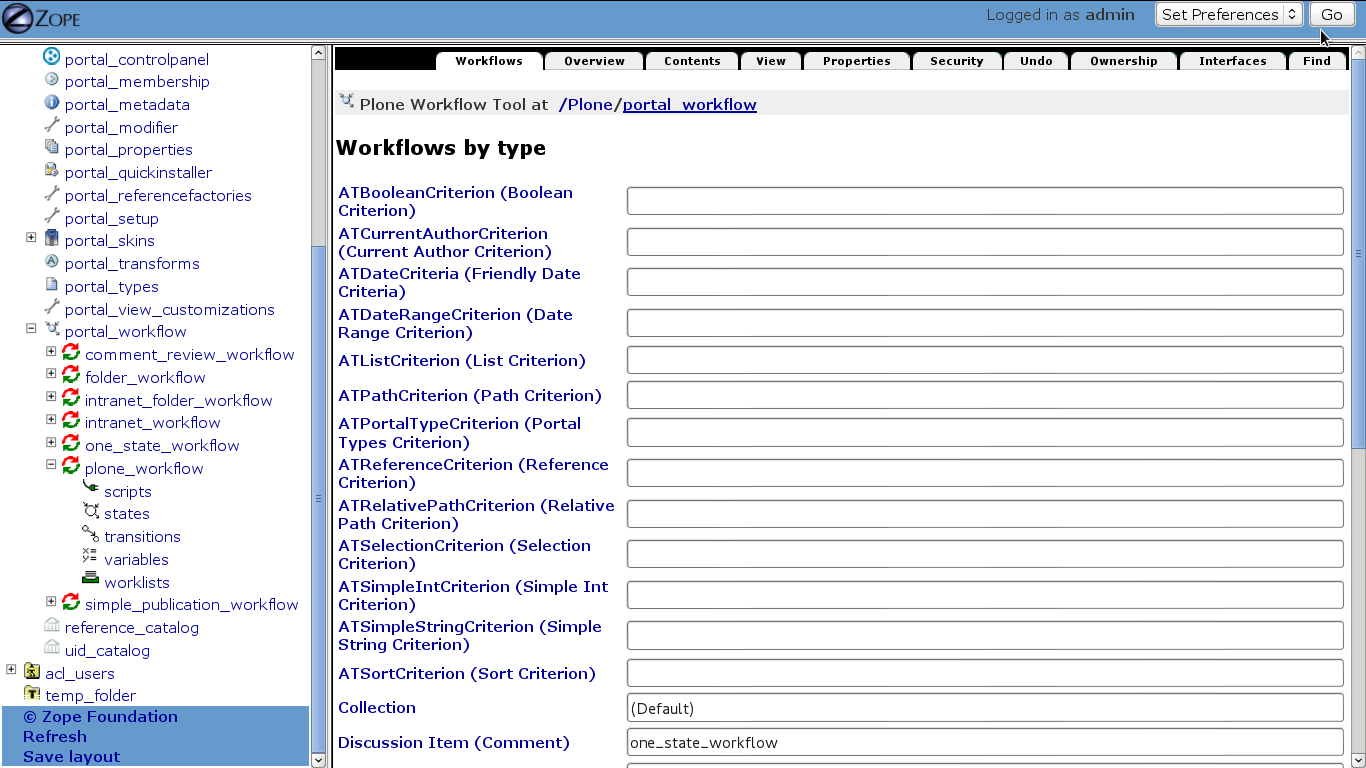 ZOPE
Logged in as admin
Set Preferences
Go
portal_controlpanel
portal_membership
portal_metadata
portal_modifier
portal_properties
portal_quickinstaller
portal_referencefactories
portal_setup
portal_skins
portal_transforms
portal_types
portal_view_customizations
portal_workflow
comment_review_workflow
folder_workflow
intranet_folder_workflow
intranet_workflow
one_state_workflow
plone_workflow
scripts
states
transitions
variables
worklists
simple_publication_workflow
reference_catalog
uid_catalog
acl_users
temp_folder
© Zope Foundation
Refresh
Save layout
Workflows Overview Contents View Properties Security Undo Ownership Interfaces Find
Plone Workflow Tool at /Plone/portal_workflow
Workflows by type
ATBooleanCriterion (Boolean
Criterion)
ATCurrentAuthorCriterion
(Current Author Criterion)
ATDateCriteria (Friendly Date
Criteria)
ATDateRangeCriterion (Date
Range Criterion)
ATListCriterion (List Criterion)
ATPathCriterion (Path Criterion)
ATPortalTypeCriterion (Portal
Types Criterion)
ATReferenceCriterion (Reference
Criterion)
ATRelativePathCriterion (Relative
Path Criterion)
ATSelectionCriterion (Selection
Criterion)
ATSimpleIntCriterion (Simple Int
Criterion)
ATSimpleStringCriterion (Simple
String Criterion)
ATSortCriterion (Sort Criterion)
Collection (Default)
Discussion Item (Comment) one_state_workflow